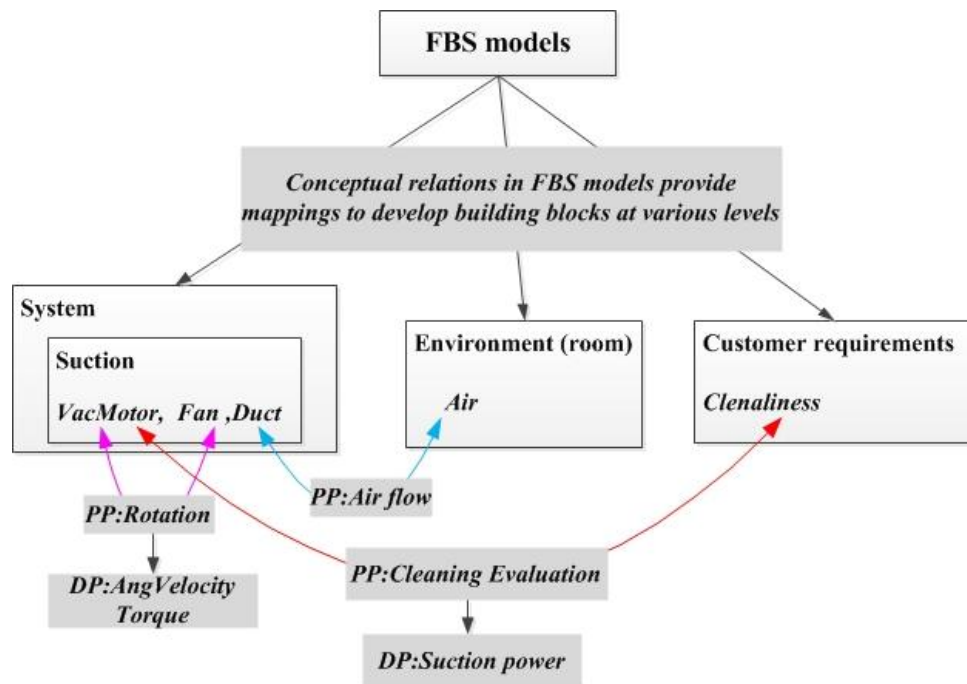 FBS models
Conceptual relations in FBS models provide
mappings to develop building blocks at various levels
System
Suction
VacMotor, Fan ,Duct
Environment (room)
Air
Customer requirements
Clenaliness
PP:Rotation
PP:Air flow
DP:AngVelocity
Torque
PP:Cleaning Evaluation
DP:Suction power